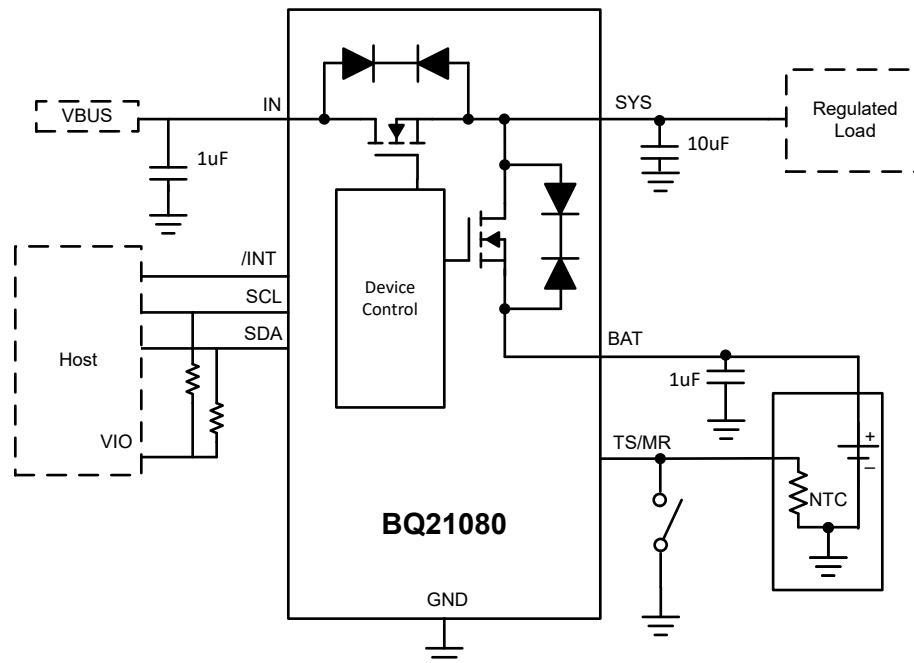 VBUS
IN
SYS
Regulated
Load
1uF
10uF
/INT
SCL
SDA
Host
VIO
Device
Control
BAT
1uF
TS/MR
+
–
NTC
BQ21080
GND